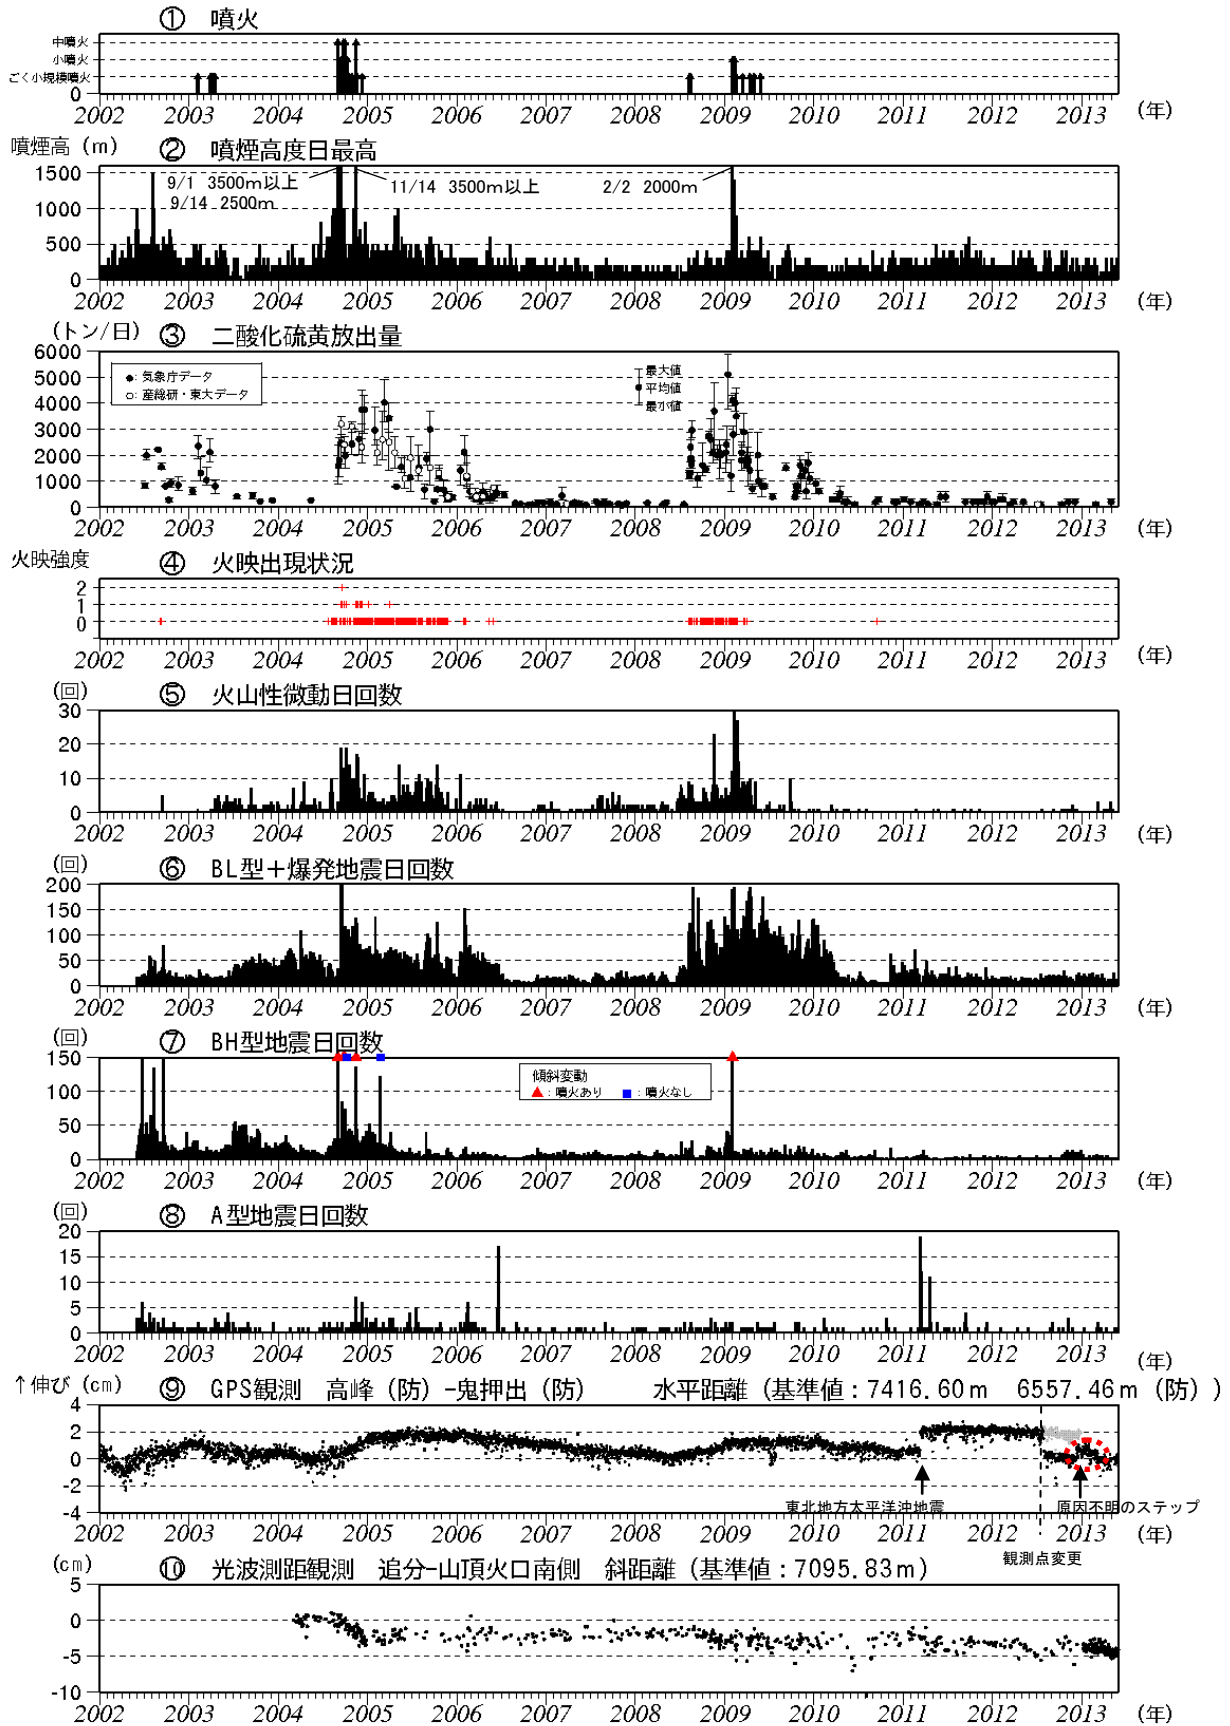 ① 噴火
中噴火
小噴火
ごく小規模噴火
0
2002 2003 2004 2005 2006 2007 2008 2009 2010 2011 2012 2013 (年)
噴煙高 (m) ② 噴煙高度日最高
1500
1000
500
0
9/1 3500m以上
9/14 2500m
11/14 3500m以上
2/2 2000m
2002 2003 2004 2005 2006 2007 2008 2009 2010 2011 2012 2013 (年)
(トン/日) ③ 二酸化硫黄放出量
6000
5000
4000
3000
2000
1000
0
●: 気象庁データ
○: 産総研・東大データ
最大値
平均値
最小値
2002 2003 2004 2005 2006 2007 2008 2009 2010 2011 2012 2013 (年)
火映強度 ④ 火映出現状況
2
1
0
2002 2003 2004 2005 2006 2007 2008 2009 2010 2011 2012 2013 (年)
(回) ⑤ 火山性微動日回数
30
20
10
0
2002 2003 2004 2005 2006 2007 2008 2009 2010 2011 2012 2013 (年)
(回) ⑥ BL型+爆発地震日回数
200
150
100
50
0
2002 2003 2004 2005 2006 2007 2008 2009 2010 2011 2012 2013 (年)
(回) ⑦ BH型地震日回数
150
100
50
0
傾斜変動
▲: 噴火あり ■: 噴火なし
2002 2003 2004 2005 2006 2007 2008 2009 2010 2011 2012 2013 (年)
(回) ⑧ A型地震日回数
20
15
10
5
0
2002 2003 2004 2005 2006 2007 2008 2009 2010 2011 2012 2013 (年)
↑伸び (cm) ⑨ GPS観測 高峰 (防) -鬼押出 (防) 水平距離 (基準値:7416.60m 6557.46m (防) )
4
2
0
-2
-4
東北地方太平洋沖地震
原因不明のステップ
2002 2003 2004 2005 2006 2007 2008 2009 2010 2011 2012 2013 (年)
観測点変更
(cm) ⑩ 光波測距観測 追分-山頂火口南側 斜距離 (基準値:7095.83m)
5
0
-5
-10
2002 2003 2004 2005 2006 2007 2008 2009 2010 2011 2012 2013 (年)